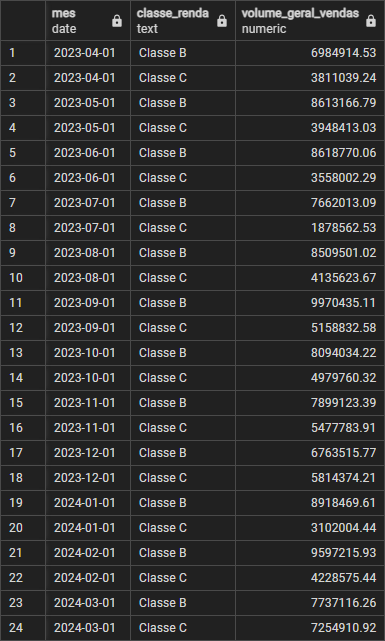 mes classe_renda volume_geral_vendas
date text numeric
1 2023-04-01 Classe B 6984914.53
2 2023-04-01 Classe C 3811039.24
3 2023-05-01 Classe B 8613166.79
4 2023-05-01 Classe C 3948413.03
5 2023-06-01 Classe B 8618770.06
6 2023-06-01 Classe C 3558002.29
7 2023-07-01 Classe B 7662013.09
8 2023-07-01 Classe C 1878562.53
9 2023-08-01 Classe B 8509501.02
10 2023-08-01 Classe C 4135623.67
11 2023-09-01 Classe B 9970435.11
12 2023-09-01 Classe C 5158832.58
13 2023-10-01 Classe B 8094034.22
14 2023-10-01 Classe C 4979760.32
15 2023-11-01 Classe B 7899123.39
16 2023-11-01 Classe C 5477783.91
17 2023-12-01 Classe B 6763515.77
18 2023-12-01 Classe C 5814374.21
19 2024-01-01 Classe B 8918469.61
20 2024-01-01 Classe C 3102004.44
21 2024-02-01 Classe B 9597215.93
22 2024-02-01 Classe C 4228575.44
23 2024-03-01 Classe B 7737116.26
24 2024-03-01 Classe C 7254910.92